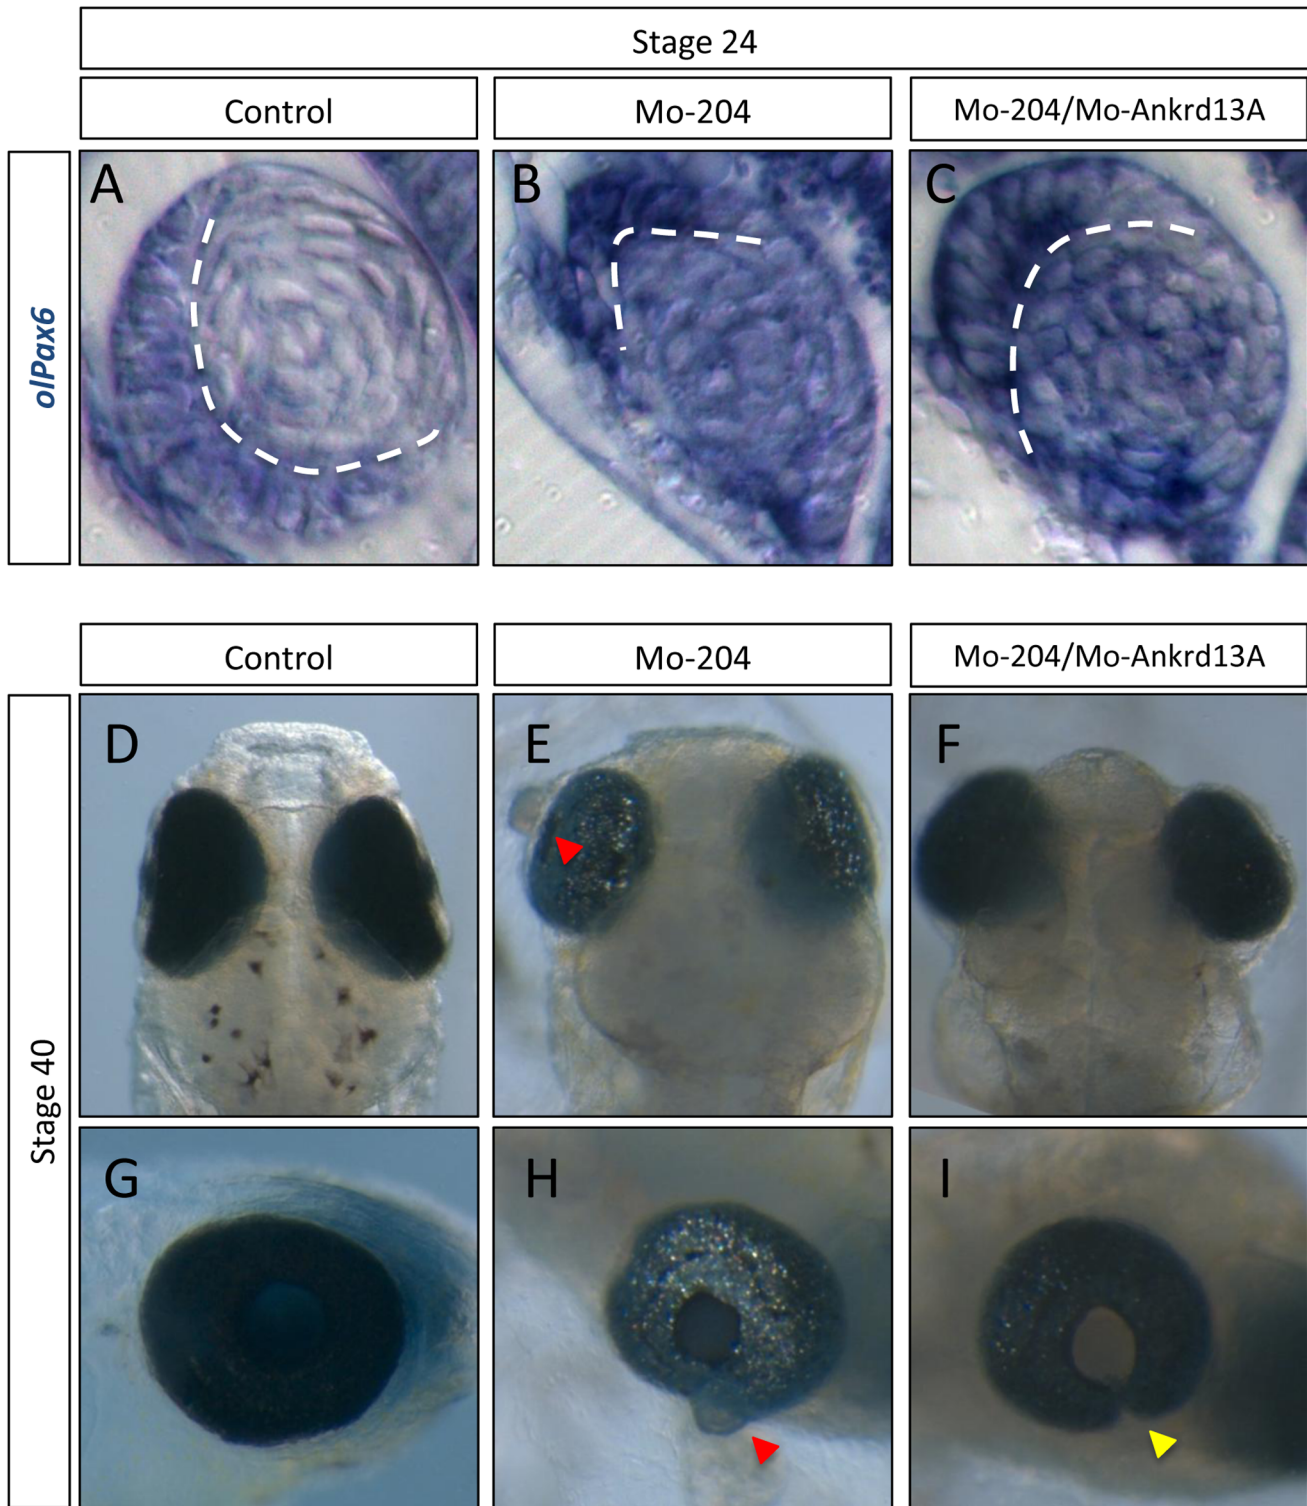 Stage 24
Control
Mo-204
Mo-204/Mo-Ankrd13A
olPax6
A
B
C
Control
Mo-204
Mo-204/Mo-Ankrd13A
Stage 40
D
E
F
G
H
I